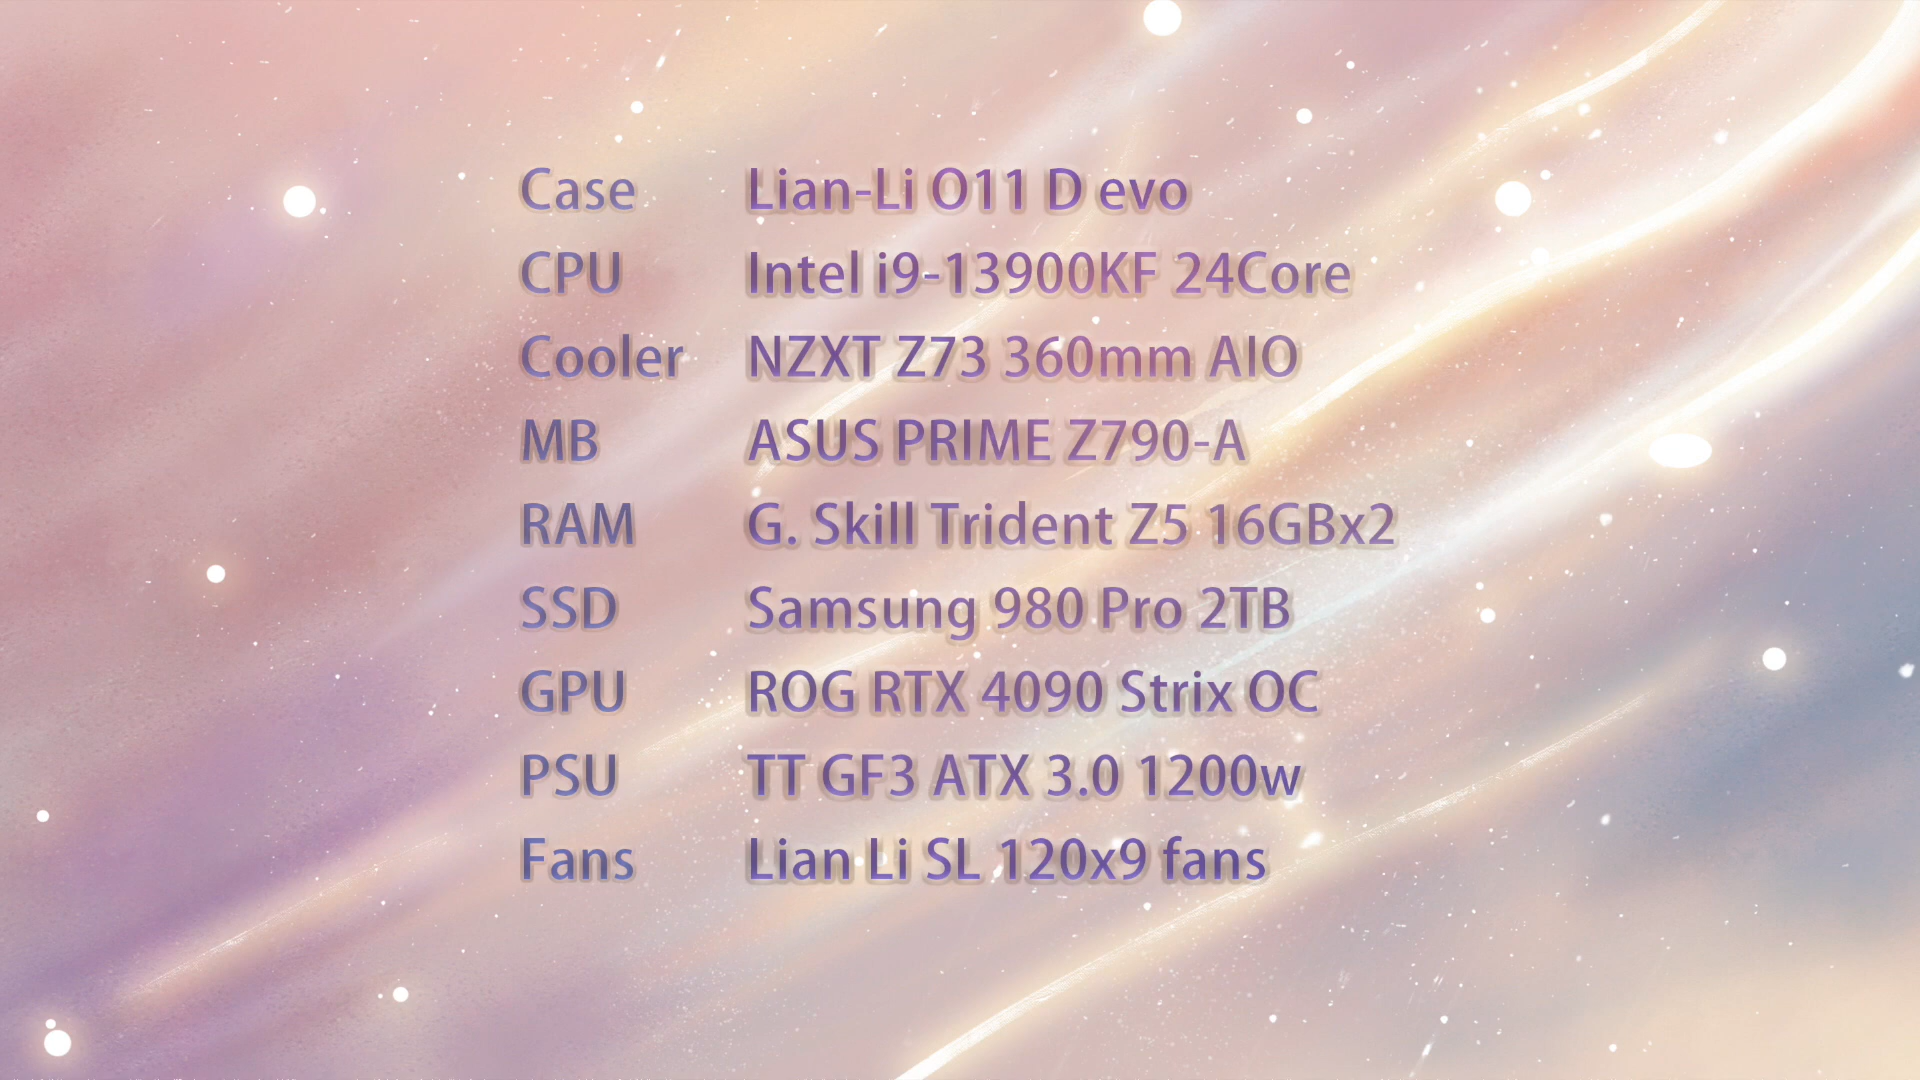 Case Lian-Li O11 D evo
CPU Intel i9-13900KF 24Core
Cooler NZXT Z73 360mm AIO
MB ASUS PRIME Z790-A
RAM G. Skill Trident Z5 16GBx2
SSD Samsung 980 Pro 2TB
GPU ROG RTX 4090 Strix OC
PSU TT GF3 ATX 3.0 1200w
Fans Lian Li SL 120x9 fans